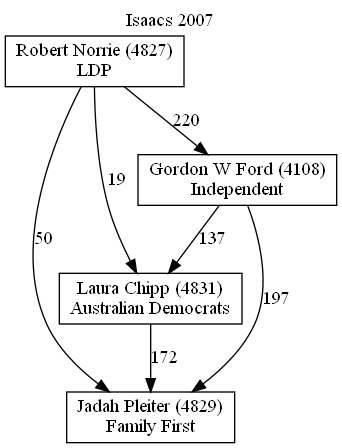 Isaacs 2007
Robert Norrie (4827)
LDP
220
Gordon W Ford (4108)
Independent
19
50
137
Laura Chipp (4831)
Australian Democrats
197
172
Jadah Pleiter (4829)
Family First